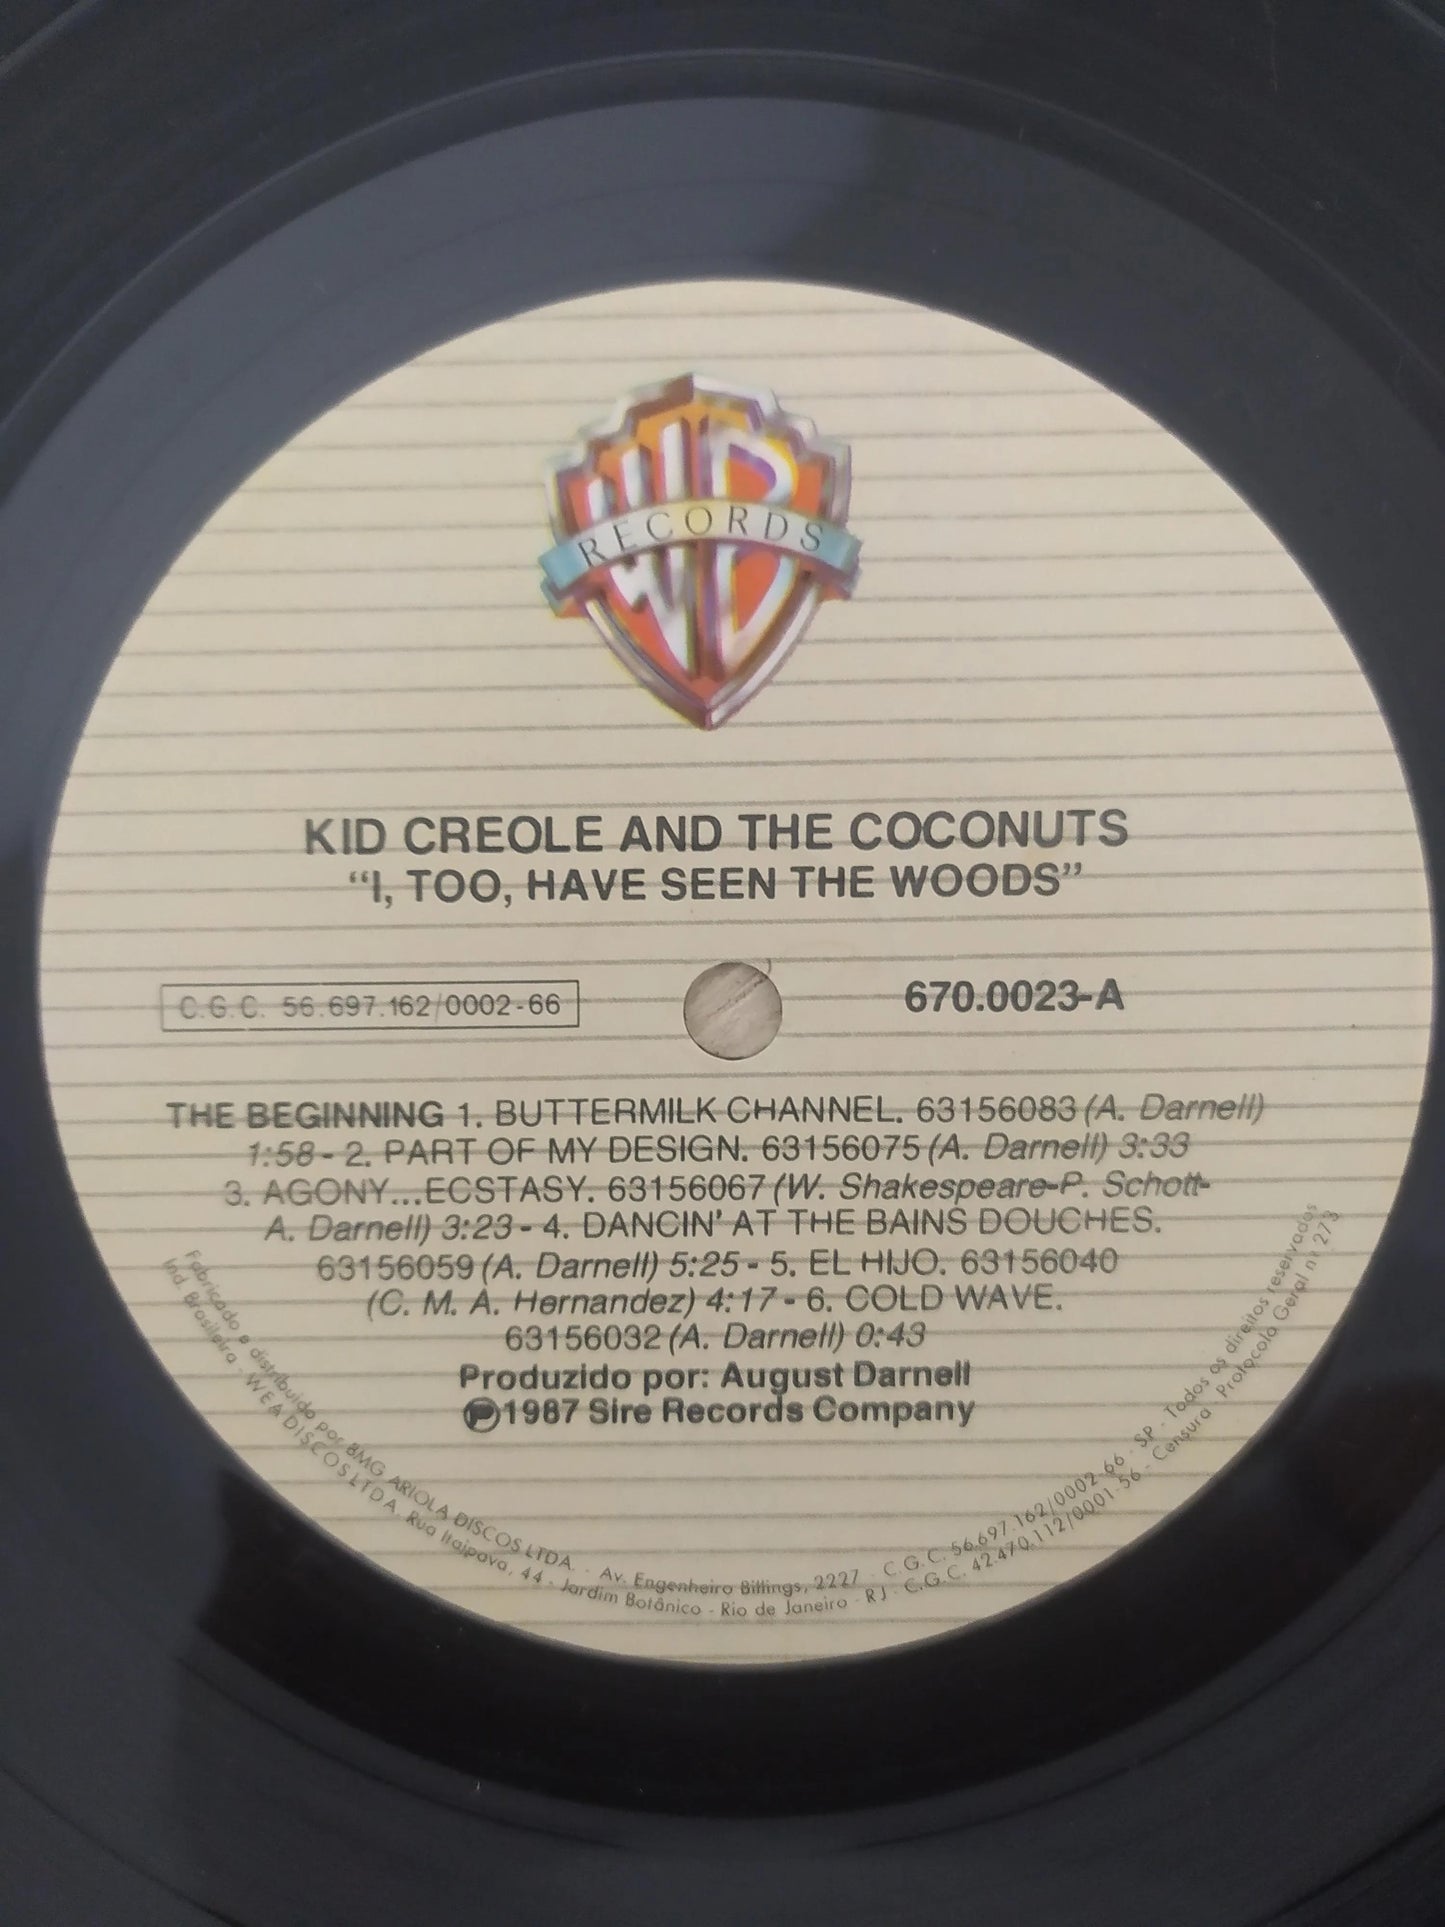 WB
RECORDS
KID CREOLE AND THE COCONUTS
“I, TOO, HAVE SEEN THE WOODS”
C.G.C. 56.697.162/0002-66
670.0023-A
THE BEGINNING 1. BUTTERMILK CHANNEL. 63156083 (A. Darnell)
1:58 - 2. PART OF MY DESIGN. 63156075 (A. Darnell) 3:33
3. AGONY...ECSTASY. 63156067 (W. Shakespeare-P. Schott-
A. Darnell) 3:23 - 4. DANCIN’ AT THE BAINS DOUCHES.
63156059 (A. Darnell) 5:25 - 5. EL HIJO. 63156040
(C. M. A. Hernandez) 4:17 - 6. COLD WAVE.
63156032 (A. Darnell) 0:43
Produzido por: August Darnell
℗1987 Sire Records Company
Fabricado e distribuido por BMG ARIOLA DISCOS LTDA. - Av. Engenheiro Billings, 2227 - C.G.C. 56.697.162/0002-66 - SP - Todos os direitos reservados
Ind. Brasileira - WEA DISCOS LTDA. Rua Itaipava, 44 - Jardim Botânico - Rio de Janeiro - RJ - C.G.C. 42.470.112/0001-56 - Censura - Protocolo Geral nº 273